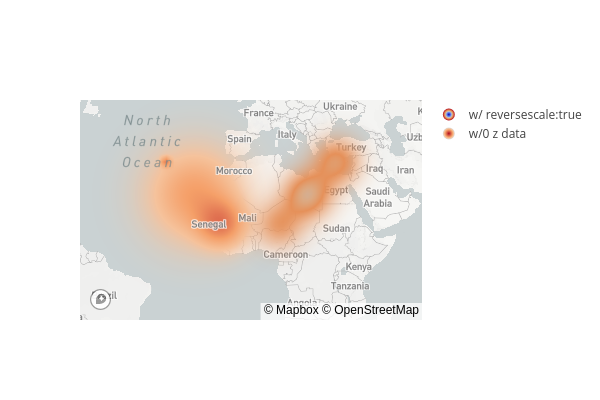 Ukraine
North
France
Atlantic
Italy
Spain
Uzb
Turkey
Ocean
Iraq
Iran
Morocco
Egypt
Saudi
Arabia
Mali
Senegal
Sudan
Cameroon
Kenya
Tanzania
Angola
© Mapbox © OpenStreetMap
w/ reversescale:true
w/0 z data